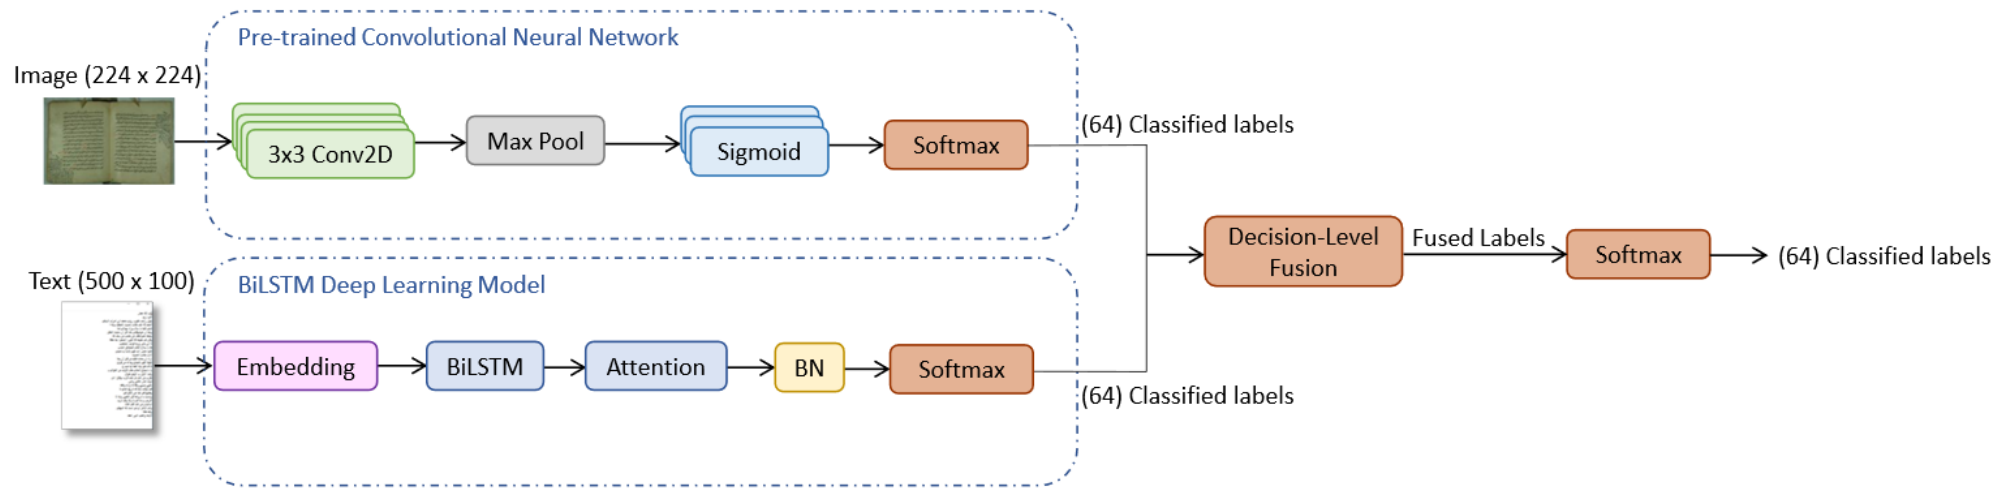 Pre-trained Convolutional Neural Network
Image (224 x 224)
3x3 Conv2D
Max Pool
Sigmoid
Softmax
(64) Classified labels
Decision-Level
Fusion
Fused Labels
Softmax
(64) Classified labels
Text (500 x 100)
BiLSTM Deep Learning Model
Embedding
BiLSTM
Attention
BN
Softmax
(64) Classified labels